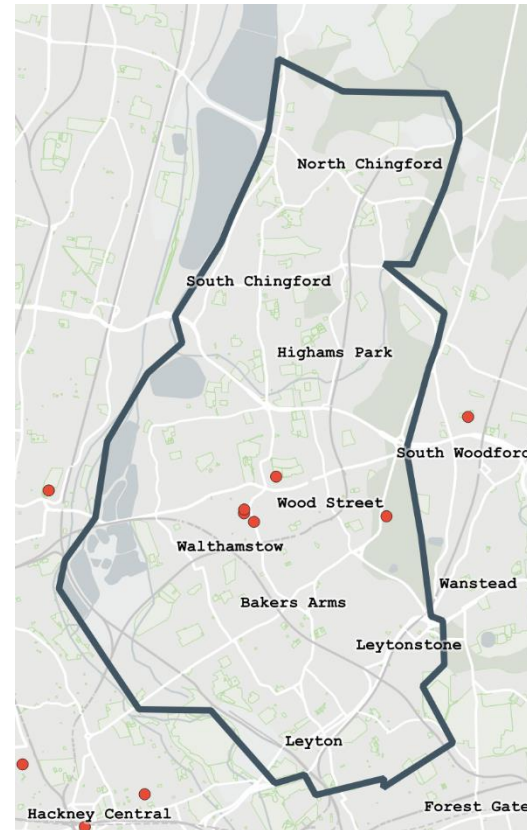 North Chingford
South Chingford
Highams Park
South Woodford
Wood Street
Walthamstow
Wanstead
Bakers Arms
Leytonstone
Leyton
Forest Gate
Hackney Central